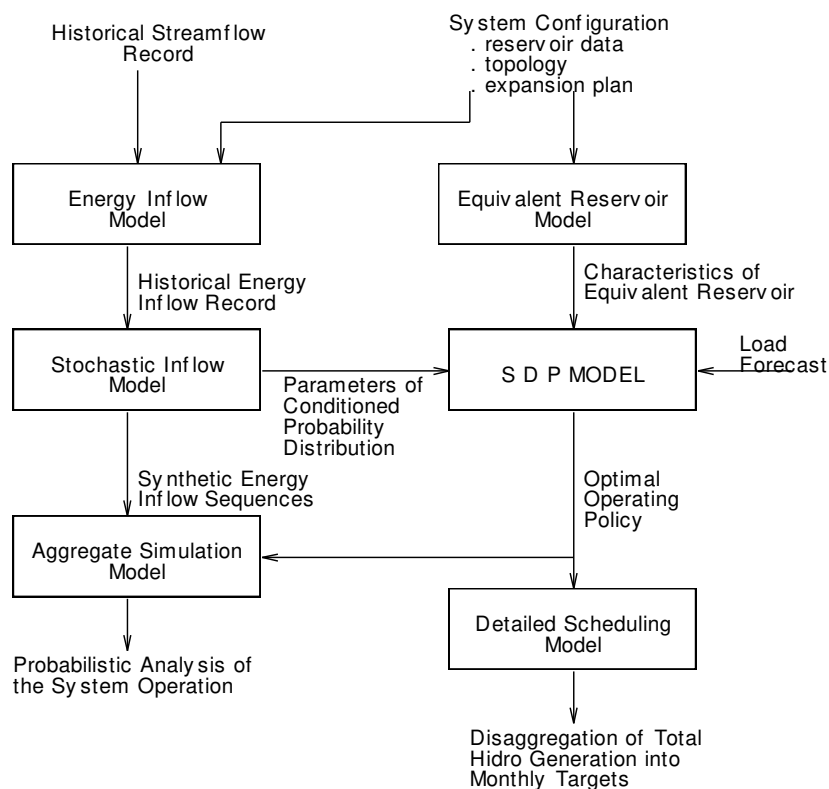 Historical Streamflow
Record
System Configuration
. reservoir data
. topology
. expansion plan
Energy Inflow
Model
Equivalent Reservoir
Model
Historical Energy
Inflow Record
Characteristics of
Equivalent Reservoir
Stochastic Inflow
Model
S D P MODEL
Load
Forecast
Parameters of
Conditioned
Probability
Distribution
Synthetic Energy
Inflow Sequences
Optimal
Operating
Policy
Aggregate Simulation
Model
Detailed Scheduling
Model
Probabilistic Analysis of
the System Operation
Disaggregation of Total
Hidro Generation into
Monthly Targets